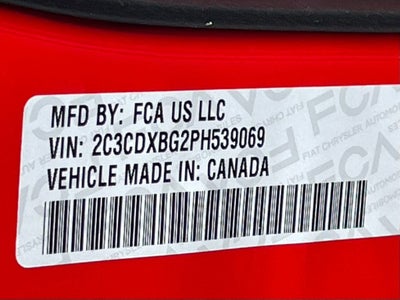 MFD BY: FCA US LLC
VIN: 2C3CDXBG2PH539069
VEHICLE MADE IN: CANADA